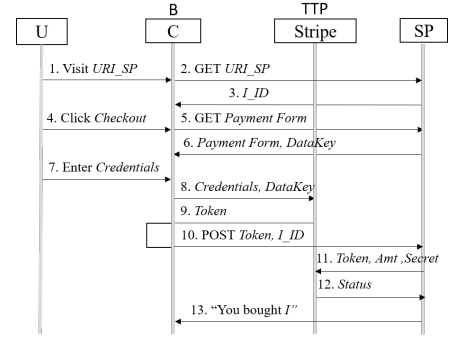 B TTP
U C Stripe SP
1. Visit URI_SP 2. GET URI_SP
3. I_ID
4. Click Checkout 5. GET Payment Form
6. Payment Form, DataKey
7. Enter Credentials
8. Credentials, DataKey
9. Token
10. POST Token, I_ID
11. Token, Amt ,Secret
12. Status
13. “You bought I”